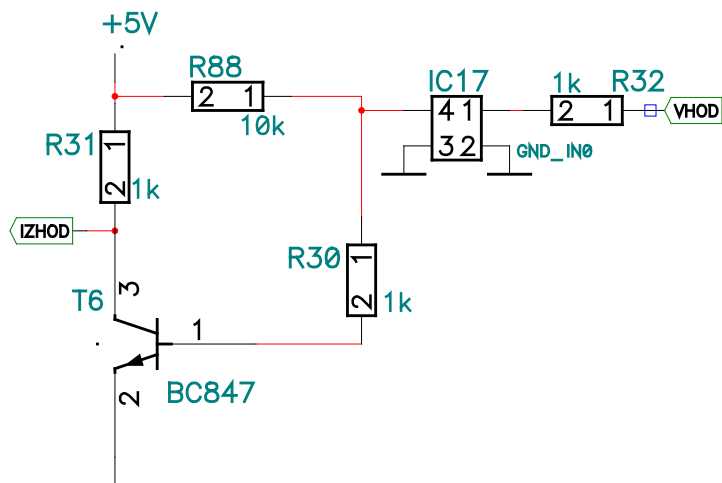 +5V
R88
2 1
10k
IC17
4 1
3 2
GND_IN0
1k
R32
2 1
VHOD
R31
1
2
1k
IZHOD
R30
1
2
1k
T6
3
1
2
BC847